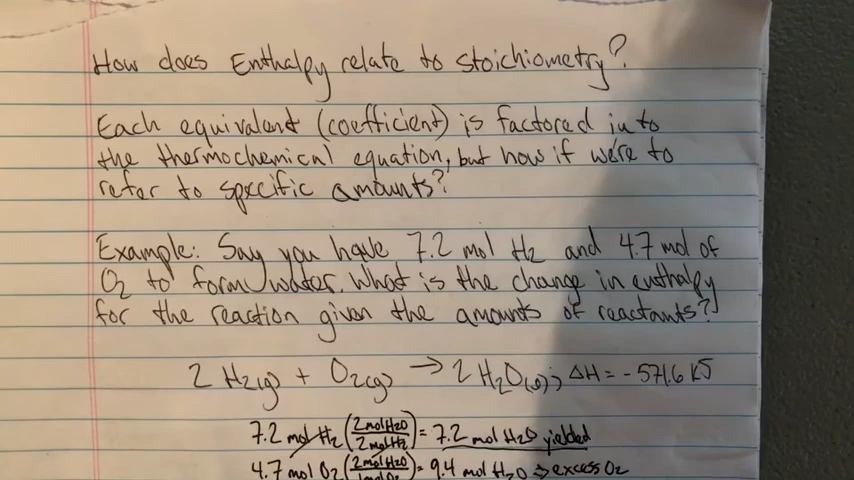 How does Enthalpy relate to stoichiometry?
Each equivalent (coefficient) is factored into
the thermochemical equation, but how if we're to
refer to specific amounts?
Example: Say you have 7.2 mol H₂ and 4.7 mol of
O₂ to form water. What is the change in enthalpy
for the reaction given the amounts of reactants?
2 H₂(g) + O₂(g) → 2 H₂O(l); ΔH = -571.6 kJ
7.2 mol H₂ (2 mol H₂O / 2 mol H₂) = 7.2 mol H₂O yielded
4.7 mol O₂ (2 mol H₂O / 1 mol O₂) = 9.4 mol H₂O ⇒ excess O₂